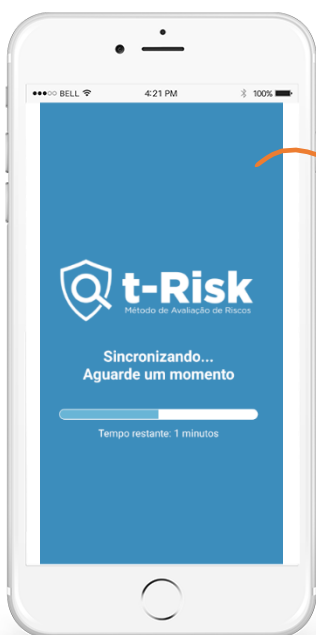 BELL 4:21 PM 100%
t-Risk
Método de Avaliação de Riscos
Sincronizando...
Aguarde um momento
Tempo restante: 1 minutos